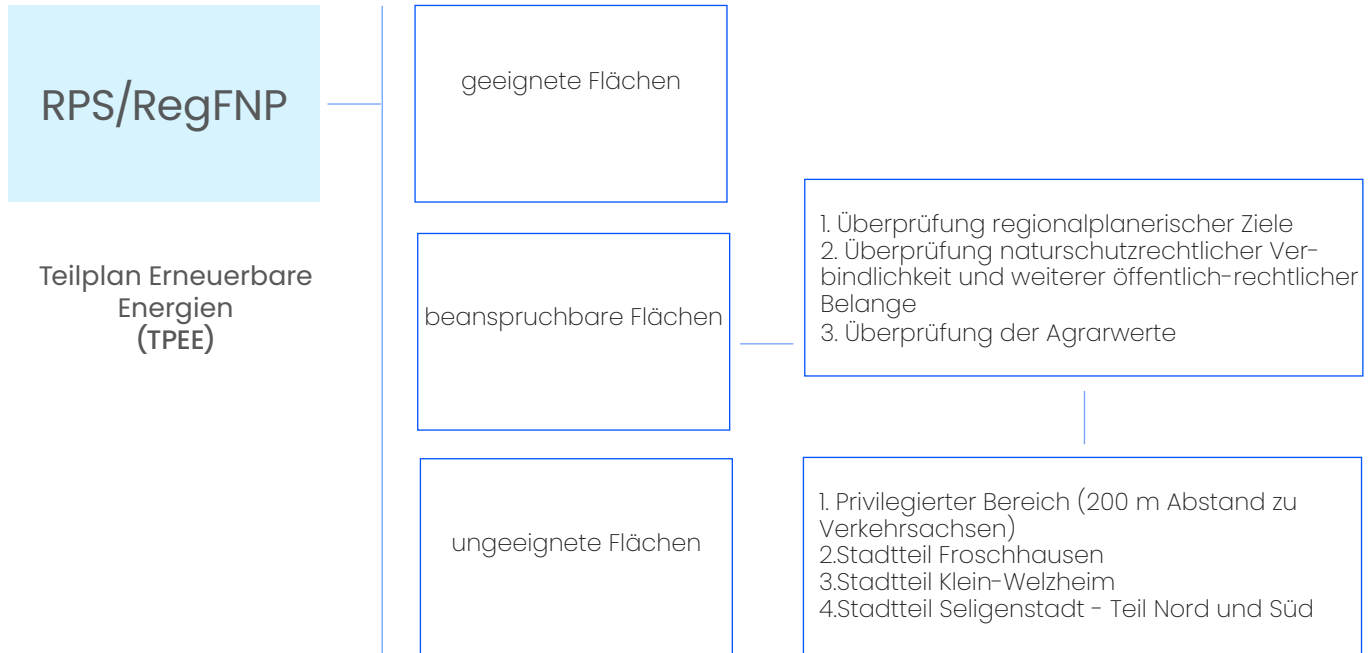 RPS/RegFNP
Teilplan Erneuerbare
Energien
(TPEE)
geeignete Flächen
beanspruchbare Flächen
ungeeignete Flächen
1. Überprüfung regionalplanerischer Ziele
2. Überprüfung naturschutzrechtlicher Ver-
bindlichkeit und weiterer öffentlich-rechtlicher
Belange
3. Überprüfung der Agrarwerte
1. Privilegierter Bereich (200 m Abstand zu
Verkehrsachsen)
2.Stadtteil Froschhausen
3.Stadtteil Klein-Welzheim
4.Stadtteil Seligenstadt - Teil Nord und Süd